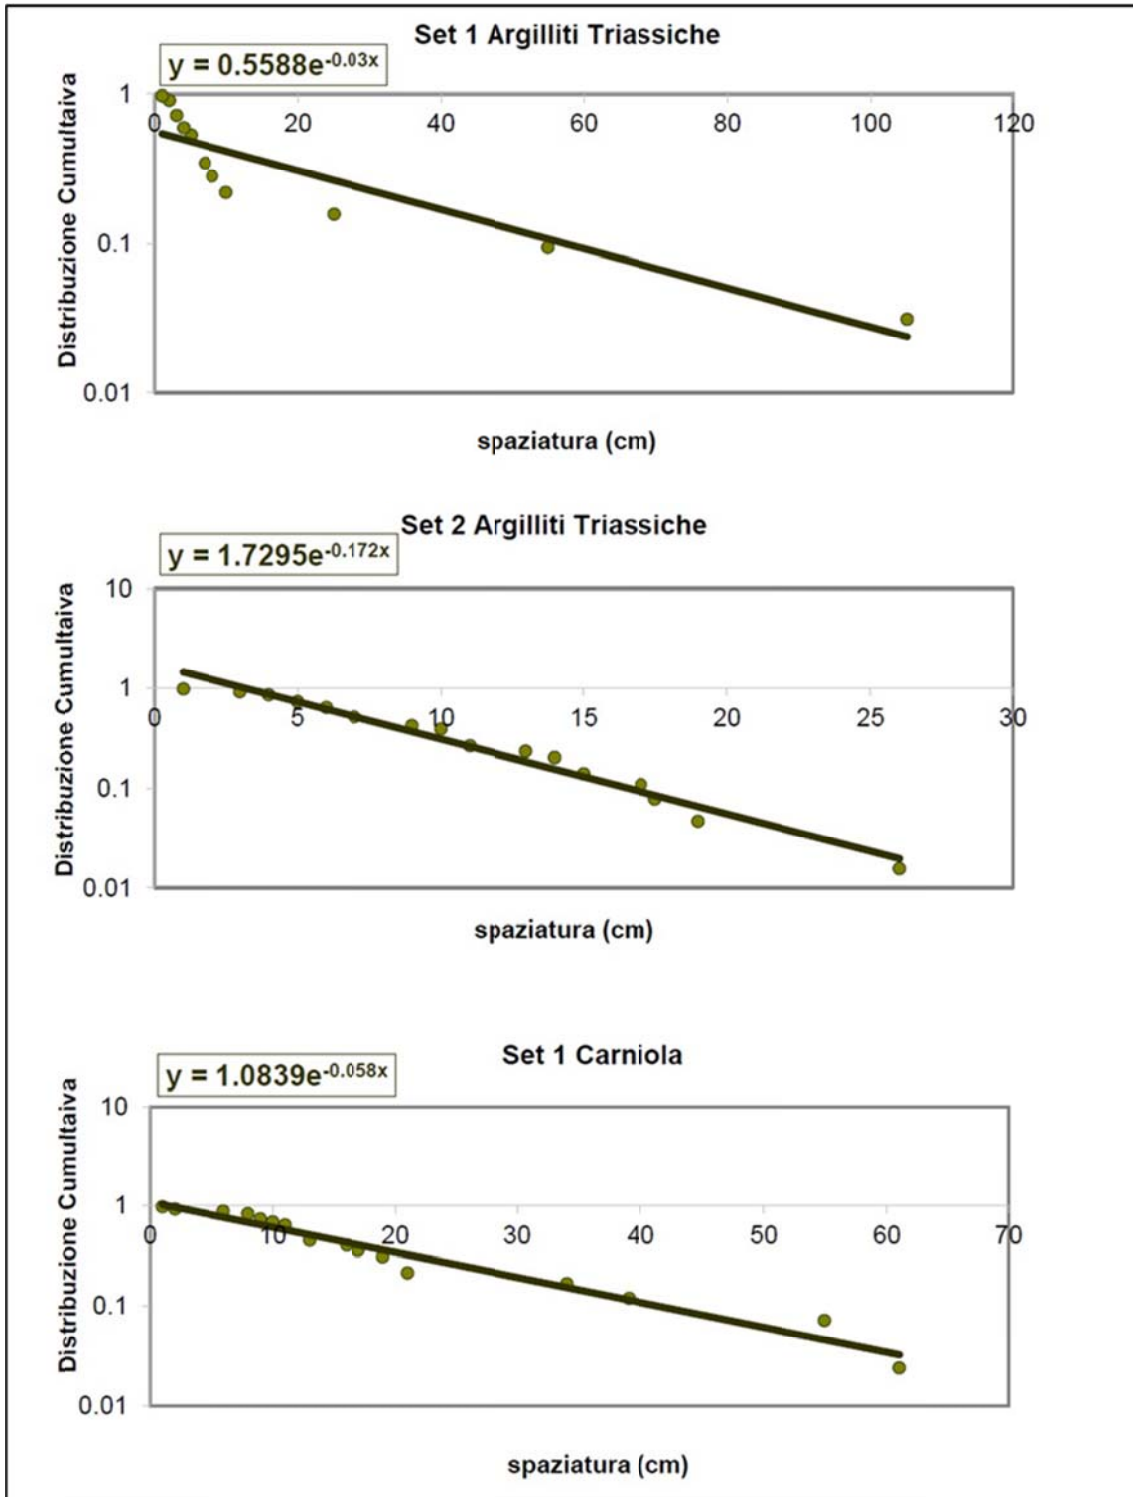 Set 1 Argilliti Triassiche
y = 0.5588e^-0.03x
Distribuzione Cumultaiva
1
0.1
0.01
0 20 40 60 80 100 120
spaziatura (cm)
Set 2 Argilliti Triassiche
y = 1.7295e^-0.172x
Distribuzione Cumultaiva
10
1
0.1
0.01
0 5 10 15 20 25 30
spaziatura (cm)
Set 1 Carniola
y = 1.0839e^-0.058x
Distribuzione Cumultaiva
10
1
0.1
0.01
0 10 20 30 40 50 60 70
spaziatura (cm)